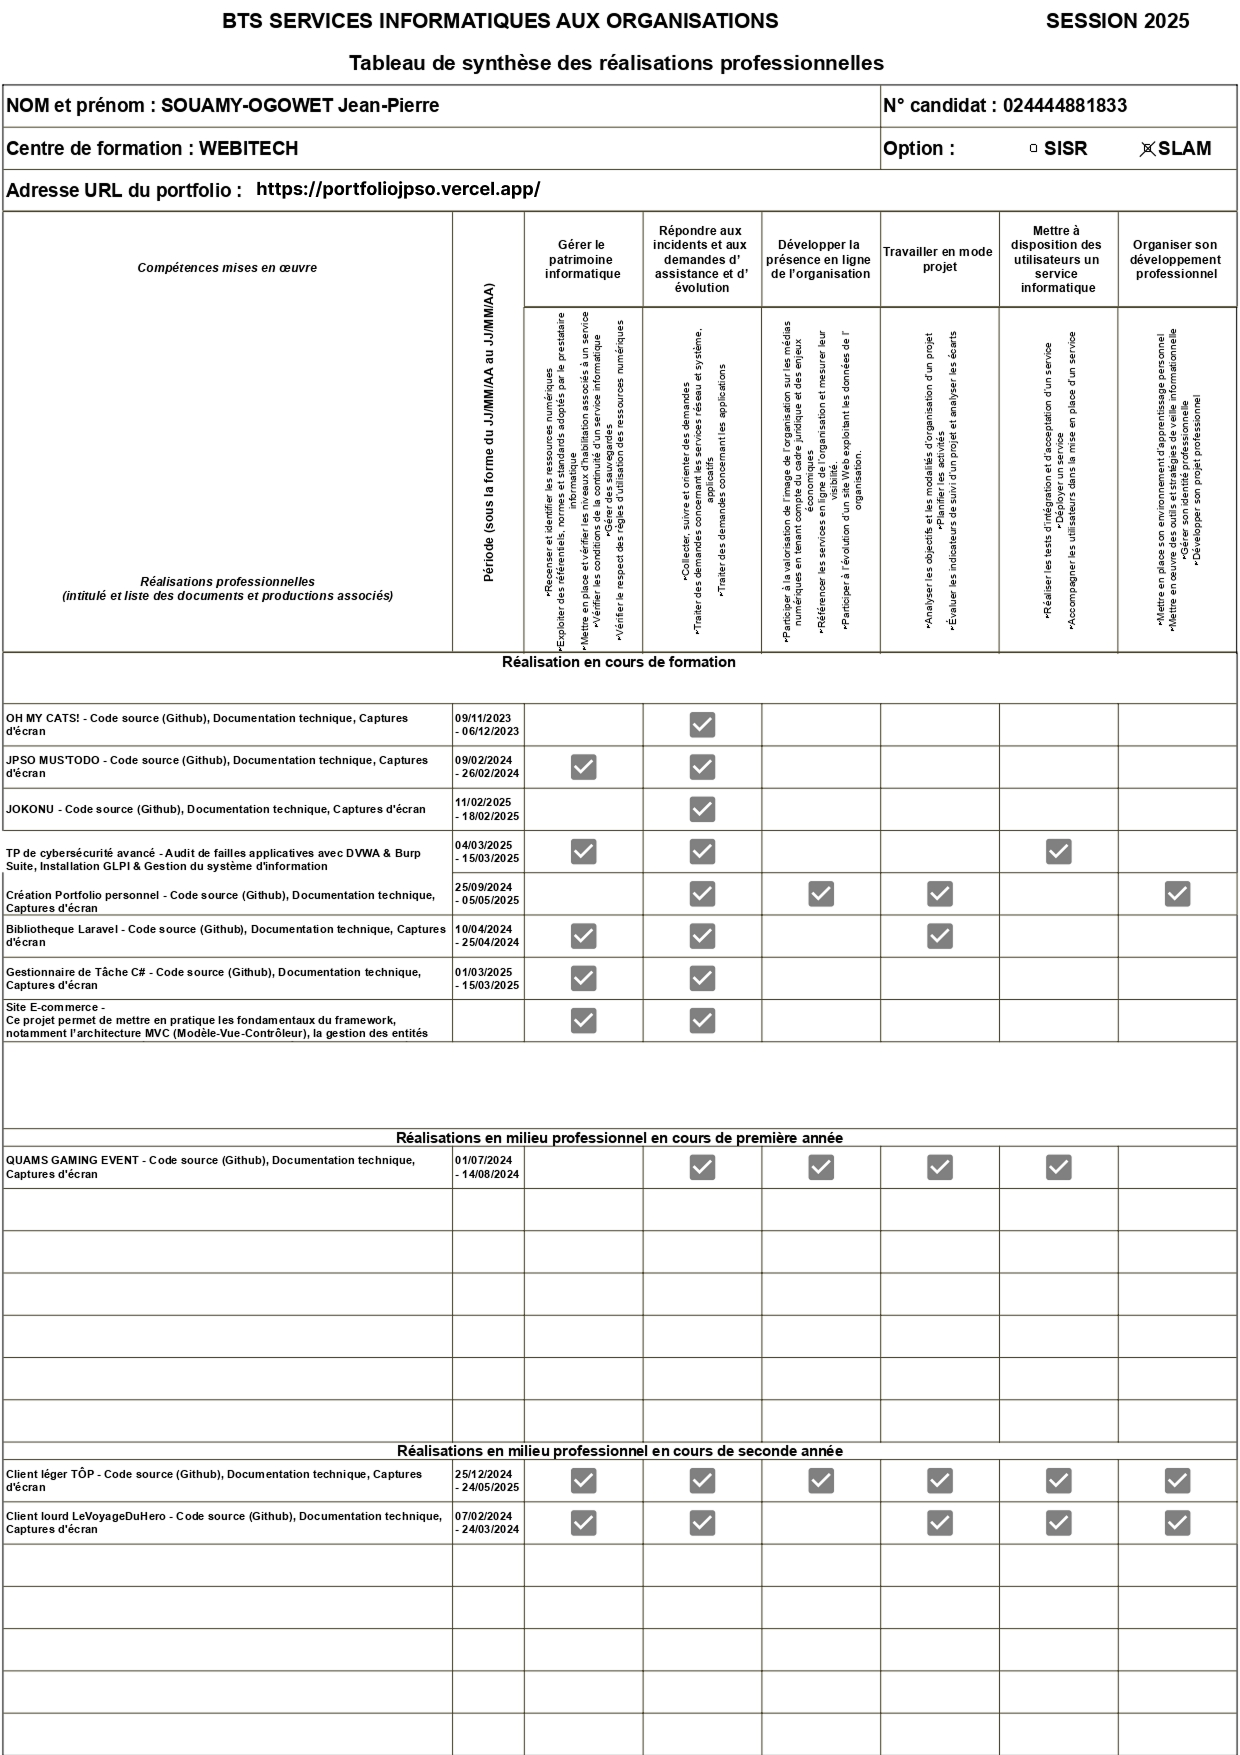 BTS SERVICES INFORMATIQUES AUX ORGANISATIONS SESSION 2025
Tableau de synthèse des réalisations professionnelles
NOM et prénom : SOUAMY-OGOWET Jean-Pierre N° candidat : 024444881833
Centre de formation : WEBITECH Option : SISR SLAM
Adresse URL du portfolio : https://portfoliojpso.vercel.app/
Compétences mises en œuvre
Réalisations professionnelles
(intitulé et liste des documents et productions associés)
Période (sous la forme du JJ/MM/AA au JJ/MM/AA)
Gérer le
patrimoine
informatique
Répondre aux
incidents et aux
demandes d’
assistance et d’
évolution
Développer la
présence en ligne
de l’organisation
Travailler en mode
projet
Mettre à
disposition des
utilisateurs un
service
informatique
Organiser son
développement
professionnel
Recenser et identifier les ressources numériques
Exploiter des référentiels, normes et standards adoptés par le prestataire
informatique
Mettre en place et vérifier les niveaux d’habilitation associés à un service
Vérifier les conditions de la continuité d’un service informatique
Gérer des sauvegardes
Vérifier le respect des règles d’utilisation des ressources numériques
Collecter, suivre et orienter des demandes
Traiter des demandes concernant les services réseau et système,
applicatifs
Traiter des demandes concernant les applications
Participer à la valorisation de l’image de l’organisation sur les médias
numériques en tenant compte du cadre juridique et des enjeux
économiques
Référencer les services en ligne de l’organisation et mesurer leur
visibilité.
Participer à l’évolution d’un site Web exploitant les données de l’
organisation.
Analyser les objectifs et les modalités d’organisation d’un projet
Planifier les activités
Évaluer les indicateurs de suivi d’un projet et analyser les écarts
Réaliser les tests d’intégration et d’acceptation d’un service
Déployer un service
Accompagner les utilisateurs dans la mise en place d’un service
Mettre en place son environnement d’apprentissage personnel
Mettre en œuvre des outils et stratégies de veille informationnelle
Gérer son identité professionnelle
Développer son projet professionnel
Réalisation en cours de formation
OH MY CATS! - Code source (Github), Documentation technique, Captures
d'écran
09/11/2023
- 06/12/2023
JPSO MUS'TODO - Code source (Github), Documentation technique, Captures
d'écran
09/02/2024
- 26/02/2024
JOKONU - Code source (Github), Documentation technique, Captures d'écran
11/02/2025
- 18/02/2025
TP de cybersécurité avancé - Audit de failles applicatives avec DVWA & Burp
Suite, Installation GLPI & Gestion du système d'information
04/03/2025
- 15/03/2025
Création Portfolio personnel - Code source (Github), Documentation technique,
Captures d'écran
25/09/2024
- 05/05/2025
Bibliotheque Laravel - Code source (Github), Documentation technique, Captures
d'écran
10/04/2024
- 25/04/2024
Gestionnaire de Tâche C# - Code source (Github), Documentation technique,
Captures d'écran
01/03/2025
- 15/03/2025
Site E-commerce -
Ce projet permet de mettre en pratique les fondamentaux du framework,
notamment l’architecture MVC (Modèle-Vue-Contrôleur), la gestion des entités
Réalisations en milieu professionnel en cours de première année
QUAMS GAMING EVENT - Code source (Github), Documentation technique,
Captures d'écran
01/07/2024
- 14/08/2024
Réalisations en milieu professionnel en cours de seconde année
Client léger TÔP - Code source (Github), Documentation technique, Captures
d'écran
25/12/2024
- 24/05/2025
Client lourd LeVoyageDuHero - Code source (Github), Documentation technique,
Captures d'écran
07/02/2024
- 24/03/2024